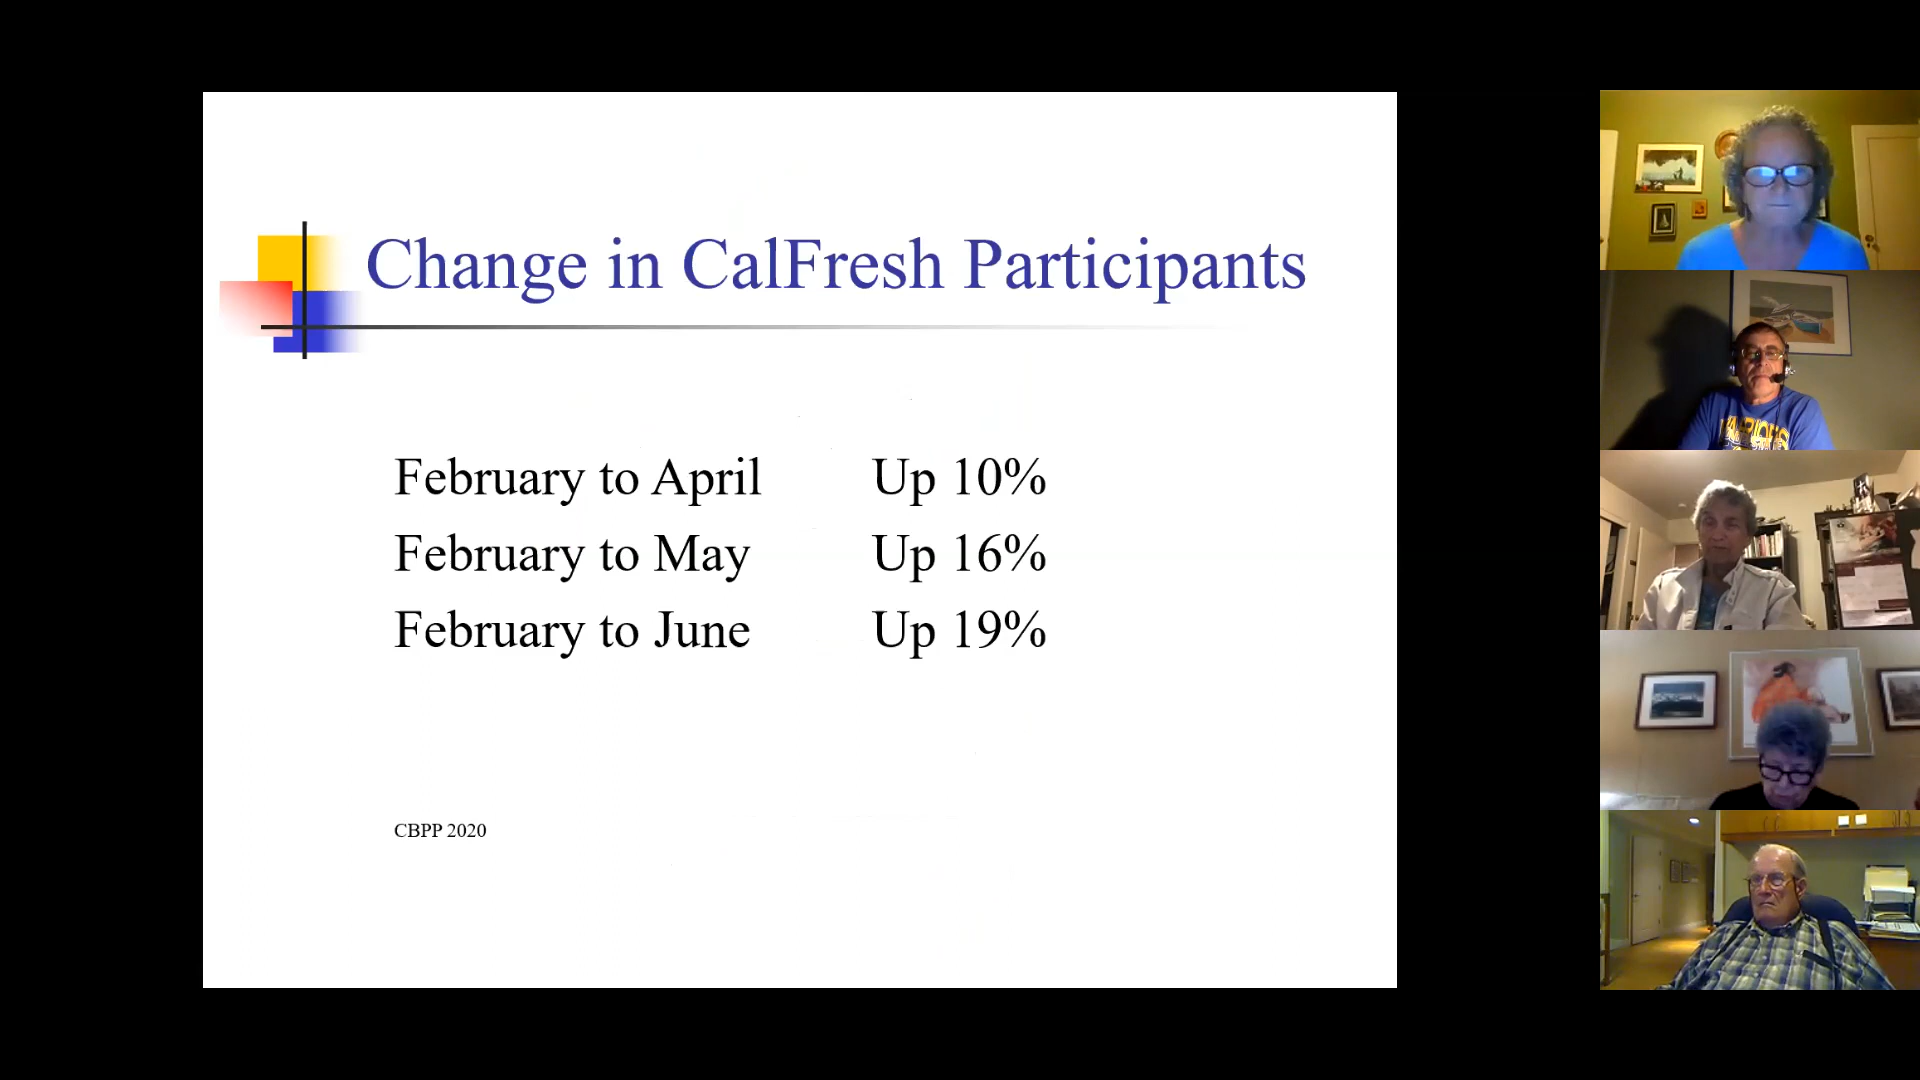 Change in CalFresh Participants
February to April Up 10%
February to May Up 16%
February to June Up 19%
CBPP 2020
WARRIORS